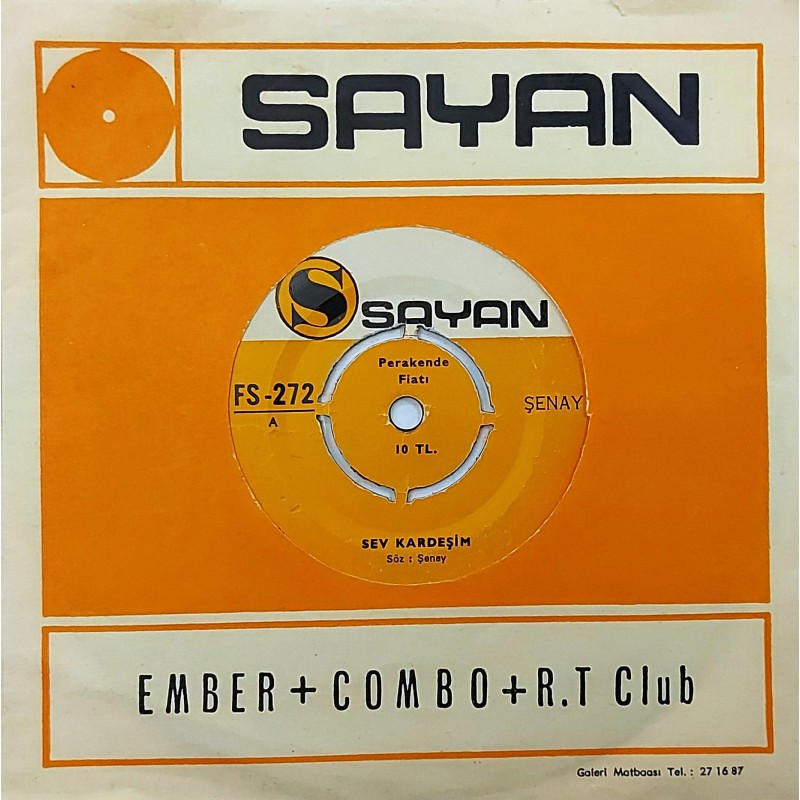 SAYAN
S SAYAN
Perakende
Fiatı
FS-272
A
ŞENAY
10 TL.
SEV KARDEŞİM
Söz : Şenay
EMBER + COMBO + R.T Club
Galeri Matbaası Tel. : 27 16 87